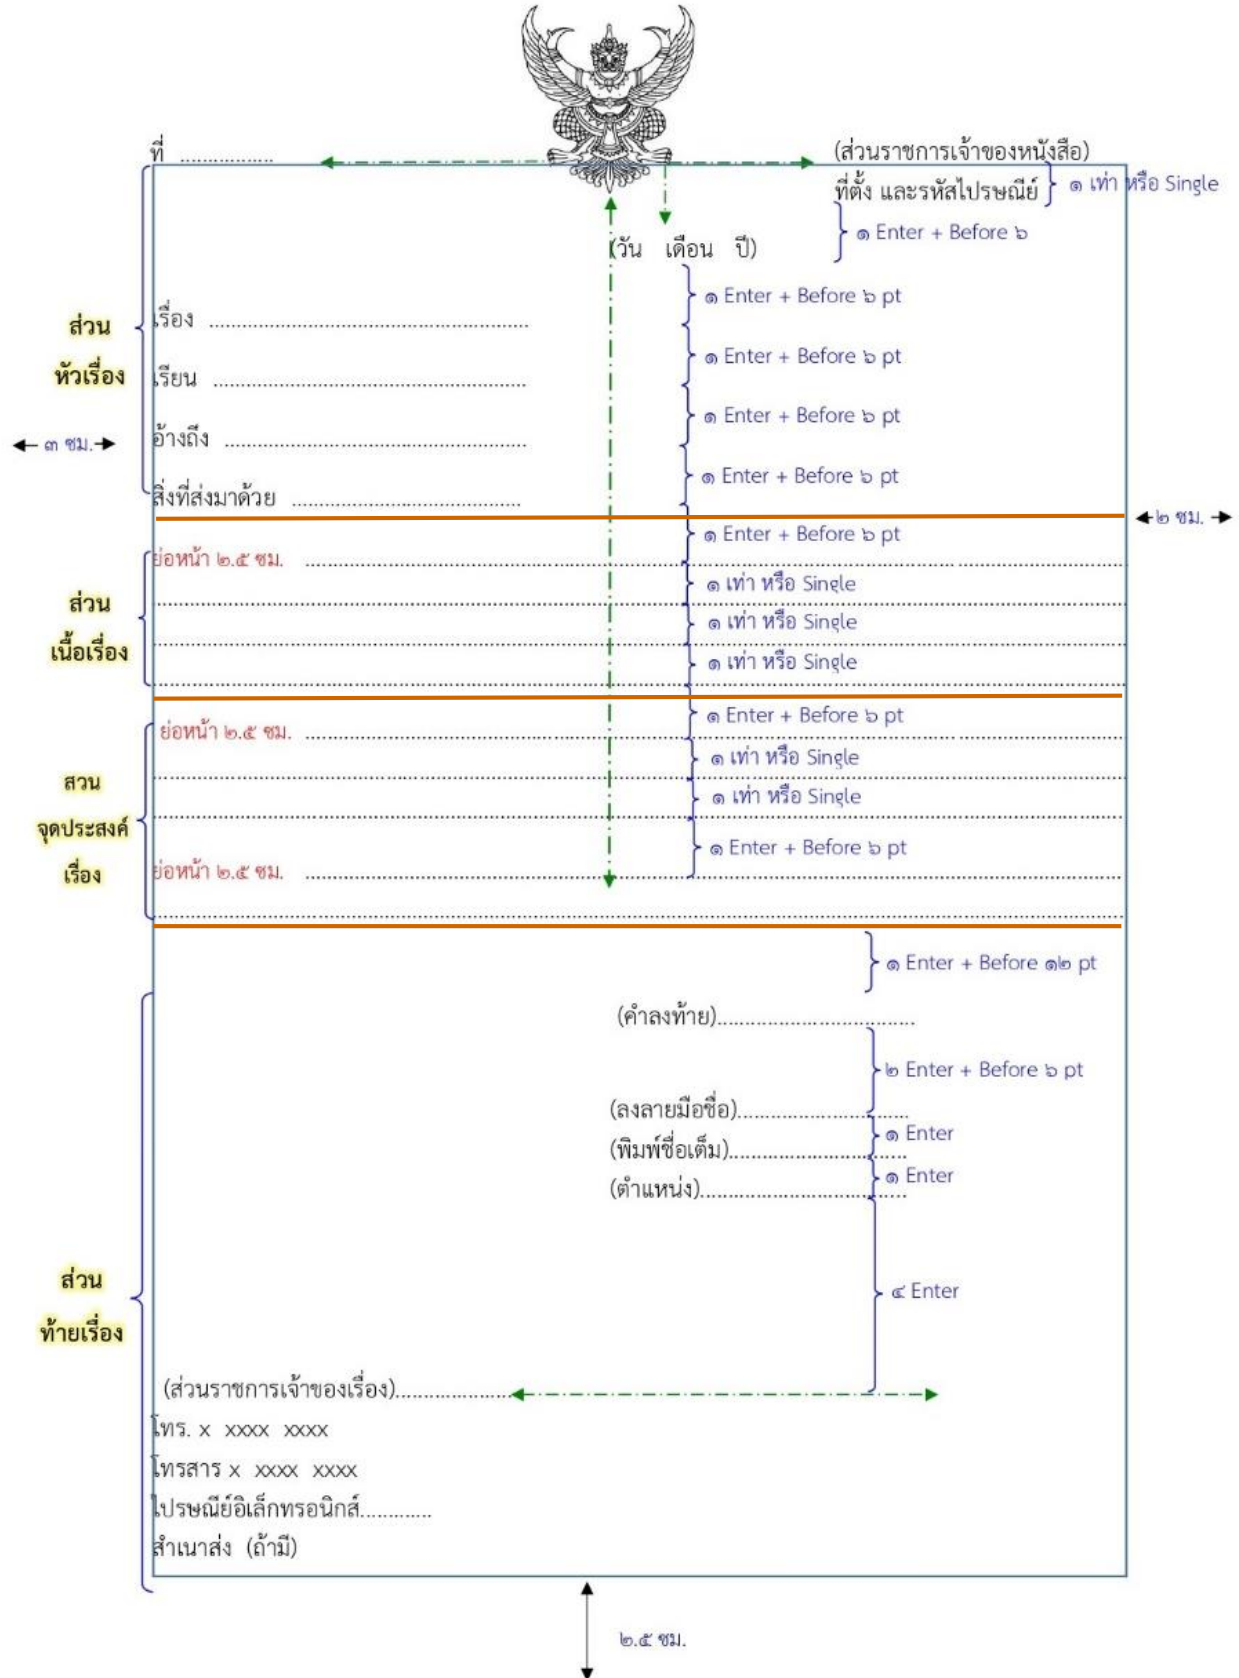 ที่ ................
(ส่วนราชการเจ้าของหนังสือ)
ที่ตั้ง และรหัสไปรษณีย์
๑ เท่า หรือ Single
๑ Enter + Before ๖
(วัน เดือน ปี)
๑ Enter + Before ๖ pt
เรื่อง ........................................................
ส่วน
หัวเรื่อง
๑ Enter + Before ๖ pt
เรียน .......................................................
๑ Enter + Before ๖ pt
อ้างถึง .....................................................
๓ ซม.
๑ Enter + Before ๖ pt
สิ่งที่ส่งมาด้วย ........................................
๒ ซม.
๑ Enter + Before ๖ pt
ย่อหน้า ๒.๕ ซม. ........................................
๑ เท่า หรือ Single
ส่วน
เนื้อเรื่อง
๑ เท่า หรือ Single
๑ เท่า หรือ Single
๑ Enter + Before ๖ pt
ย่อหน้า ๒.๕ ซม. ........................................
๑ เท่า หรือ Single
สวน
จุดประสงค์
เรื่อง
๑ เท่า หรือ Single
๑ Enter + Before ๖ pt
ย่อหน้า ๒.๕ ซม. ........................................
๑ Enter + Before ๑๒ pt
(คำลงท้าย)...................................
๒ Enter + Before ๖ pt
(ลงลายมือชื่อ)..............................
๑ Enter
(พิมพ์ชื่อเต็ม)...............................
๑ Enter
(ตำแหน่ง)....................................
๔ Enter
ส่วน
ท้ายเรื่อง
(ส่วนราชการเจ้าของเรื่อง)....................
โทร. x xxxx xxxx
โทรสาร x xxxx xxxx
ไปรษณีย์อิเล็กทรอนิกส์.............
สำเนาส่ง (ถ้ามี)
๒.๕ ซม.